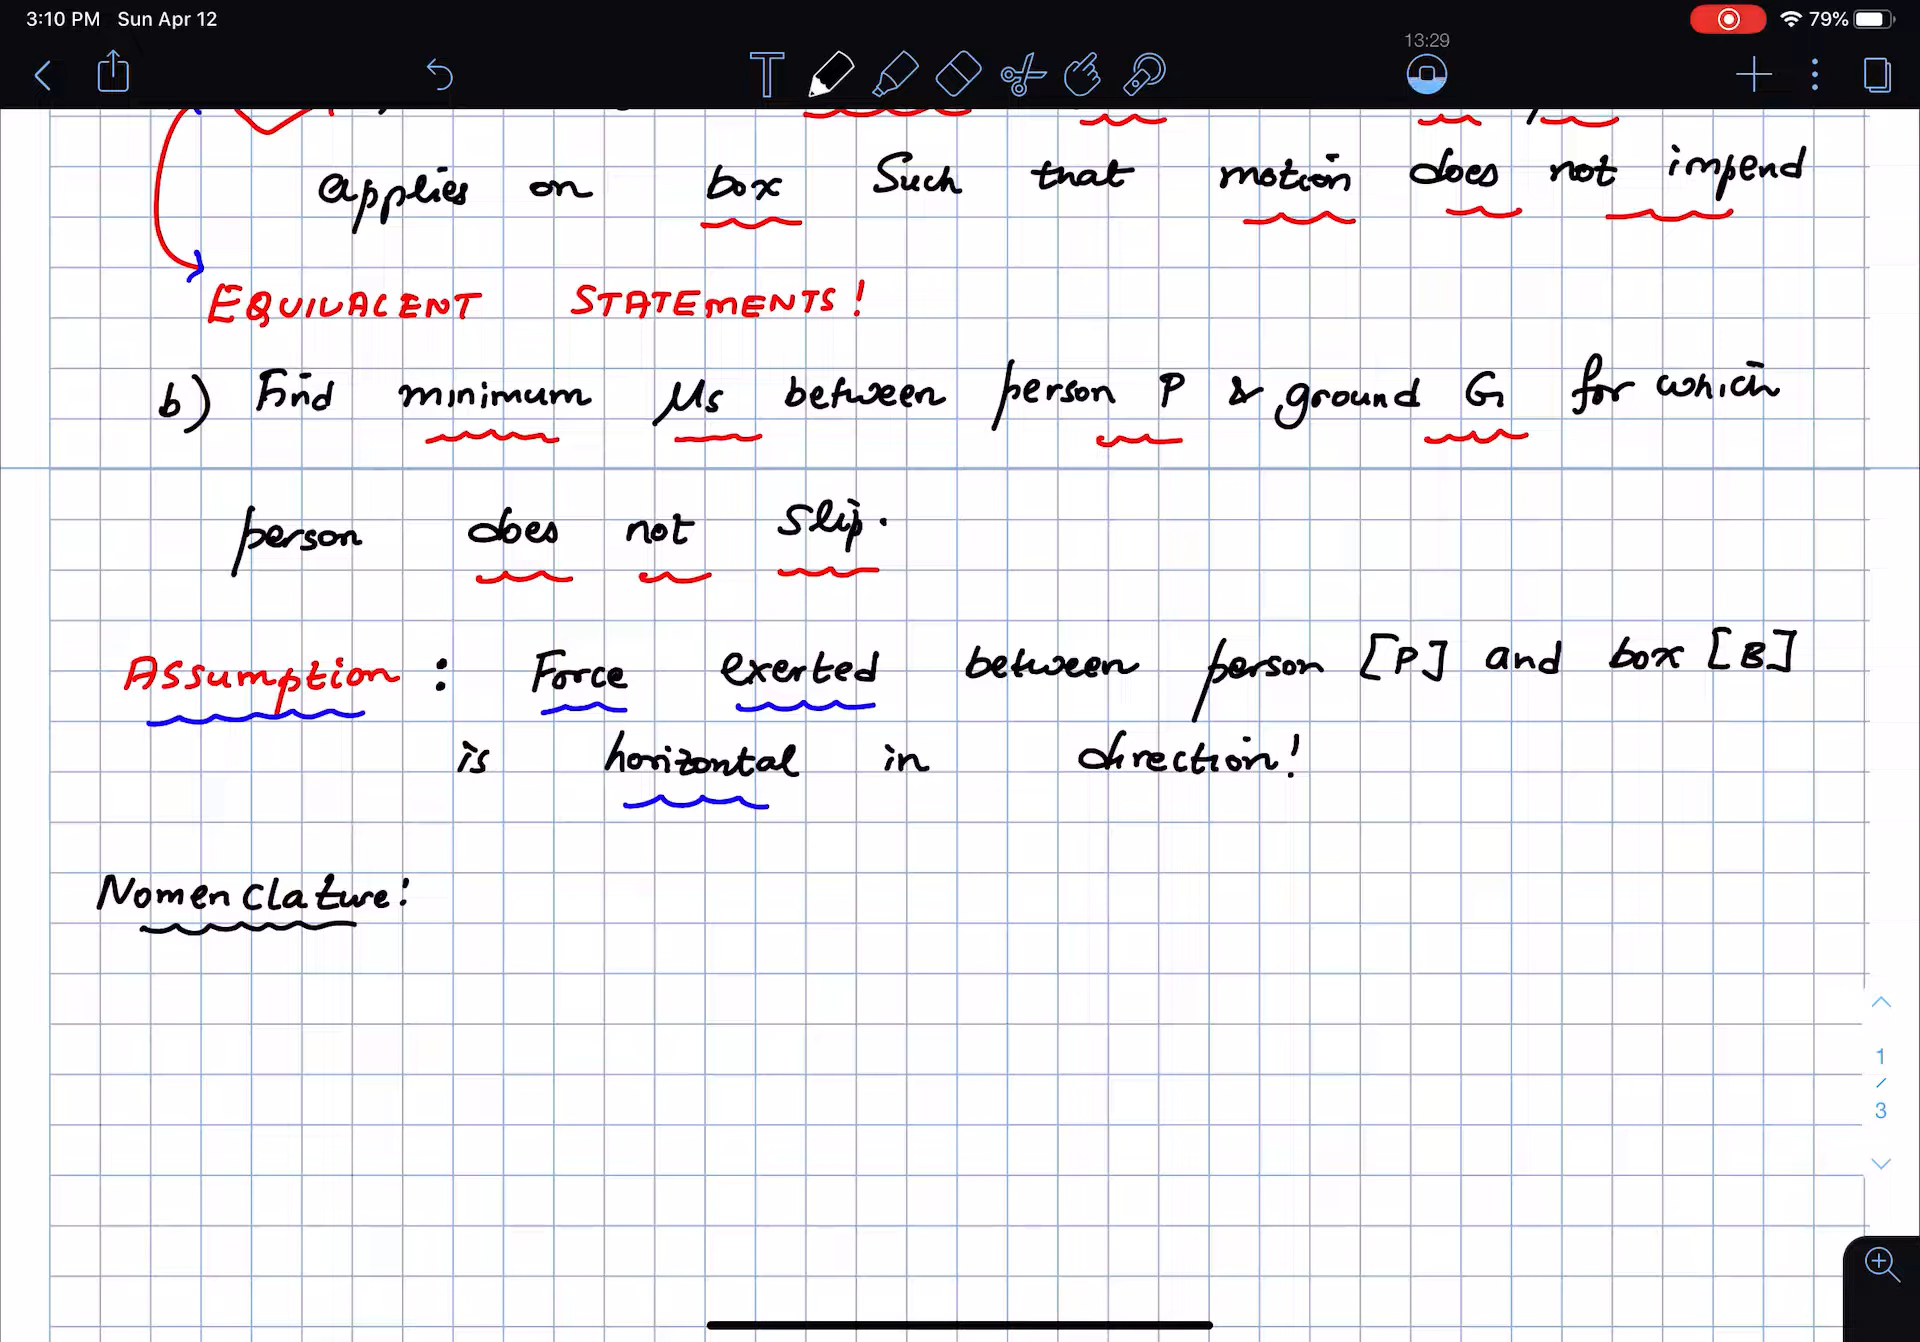 3:10 PM Sun Apr 12
79%
13:29
applies on box Such that motion does not impend
EQUIVALENT STATEMENTS!
b) Find minimum μs between person P & ground G for which
person does not slip.
Assumption : Force exerted between person [P] and box [B]
is horizontal in direction!
Nomenclature:
1
/
3